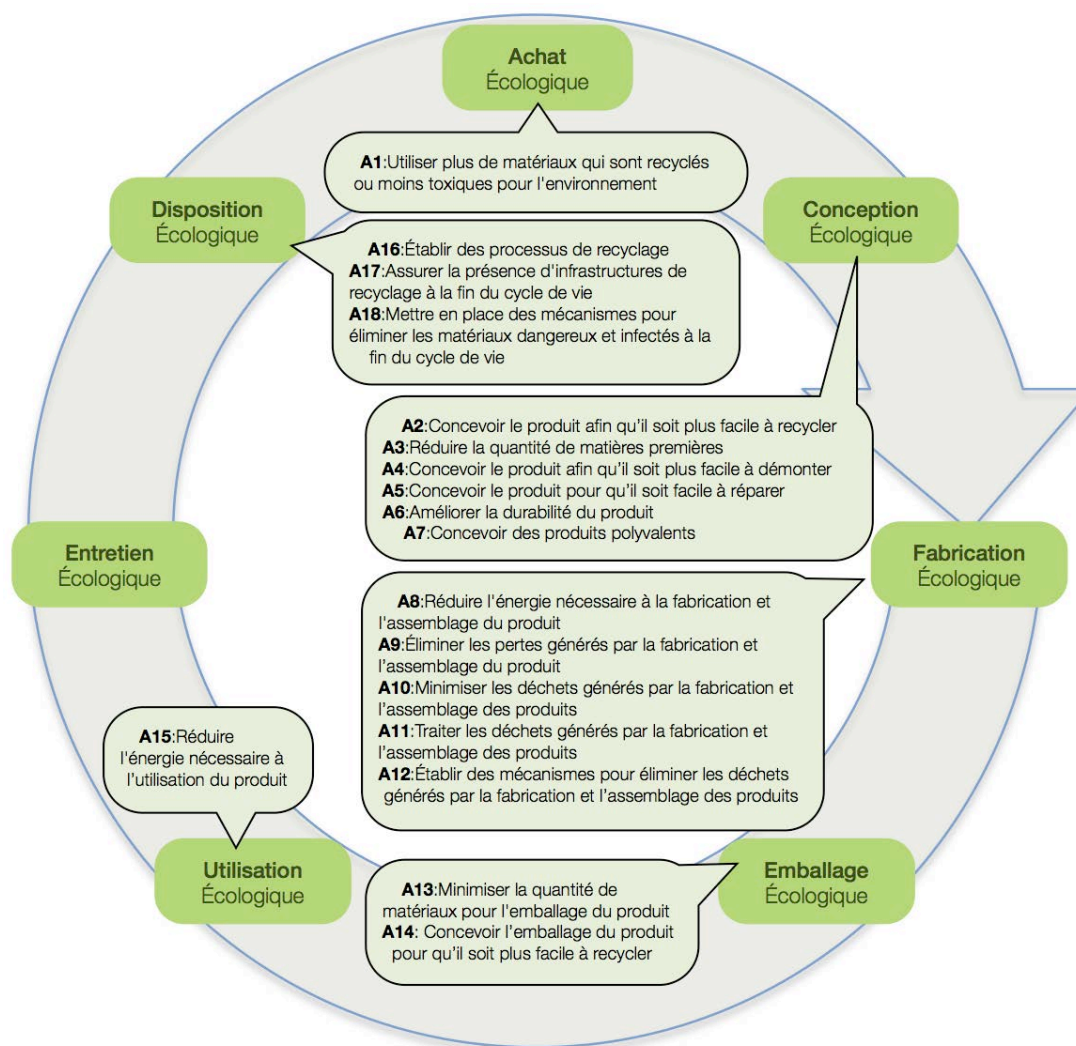 Achat
Écologique
A1:Utiliser plus de matériaux qui sont recyclés
ou moins toxiques pour l'environnement
Disposition
Écologique
Conception
Écologique
A16:Établir des processus de recyclage
A17:Assurer la présence d'infrastructures de
recyclage à la fin du cycle de vie
A18:Mettre en place des mécanismes pour
éliminer les matériaux dangereux et infectés à la
fin du cycle de vie
A2:Concevoir le produit afin qu'il soit plus facile à recycler
A3:Réduire la quantité de matières premières
A4:Concevoir le produit afin qu'il soit plus facile à démonter
A5:Concevoir le produit pour qu'il soit facile à réparer
A6:Améliorer la durabilité du produit
A7:Concevoir des produits polyvalents
Entretien
Écologique
Fabrication
Écologique
A8:Réduire l'énergie nécessaire à la fabrication et
l'assemblage du produit
A9:Éliminer les pertes générés par la fabrication et
l'assemblage du produit
A10:Minimiser les déchets générés par la fabrication et
l'assemblage des produits
A11:Traiter les déchets générés par la fabrication et
l'assemblage des produits
A12:Établir des mécanismes pour éliminer les déchets
générés par la fabrication et l'assemblage des produits
A15:Réduire
l'énergie nécessaire à
l'utilisation du produit
Utilisation
Écologique
Emballage
Écologique
A13:Minimiser la quantité de
matériaux pour l'emballage du produit
A14: Concevoir l'emballage du produit
pour qu'il soit plus facile à recycler